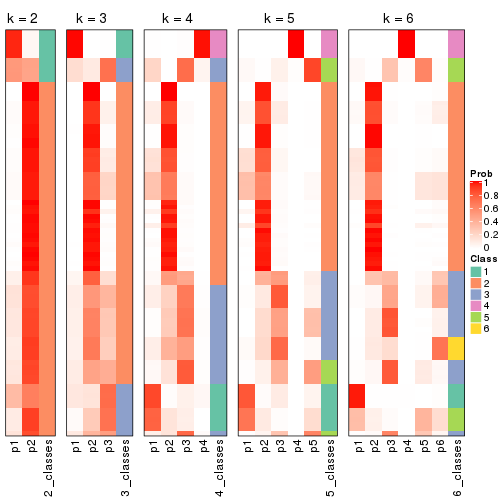 k = 2
k = 3
k = 4
k = 5
k = 6
p1
p2
2_classes
p1
p2
p3
3_classes
p1
p2
p3
p4
4_classes
p1
p2
p3
p4
p5
5_classes
p1
p2
p3
p4
p5
p6
6_classes
Prob
1
0.8
0.6
0.4
0.2
0
Class
1
2
3
4
5
6